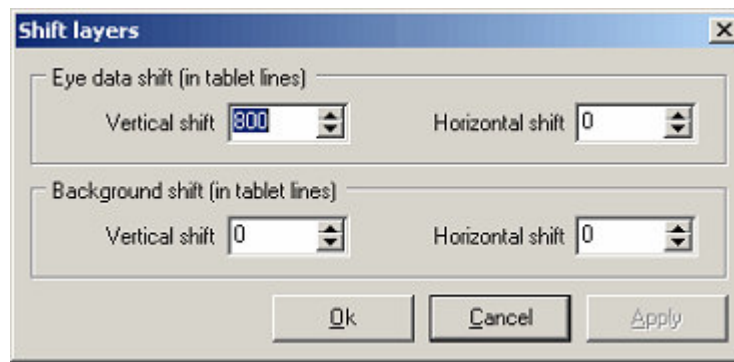 Shift layers
Eye data shift (in tablet lines)
Vertical shift 800 Horizontal shift 0
Background shift (in tablet lines)
Vertical shift 0 Horizontal shift 0
Ok Cancel Apply